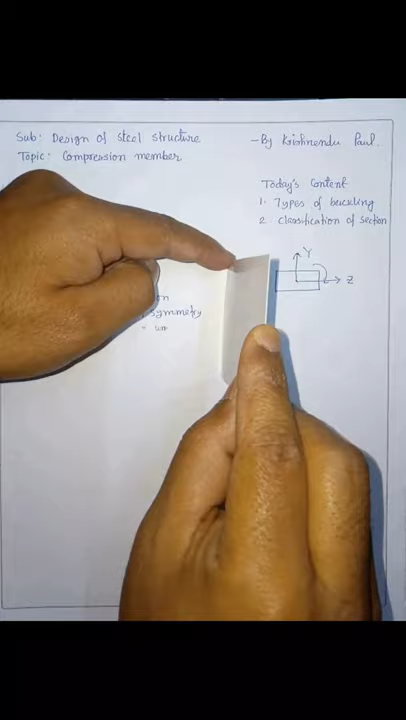 Sub: Design of steel structure
- By Krishnendu Paul.
Topic: Compression member
Today's Content
1. Types of buckling
2. Classification of section
Y
Z
symmetry